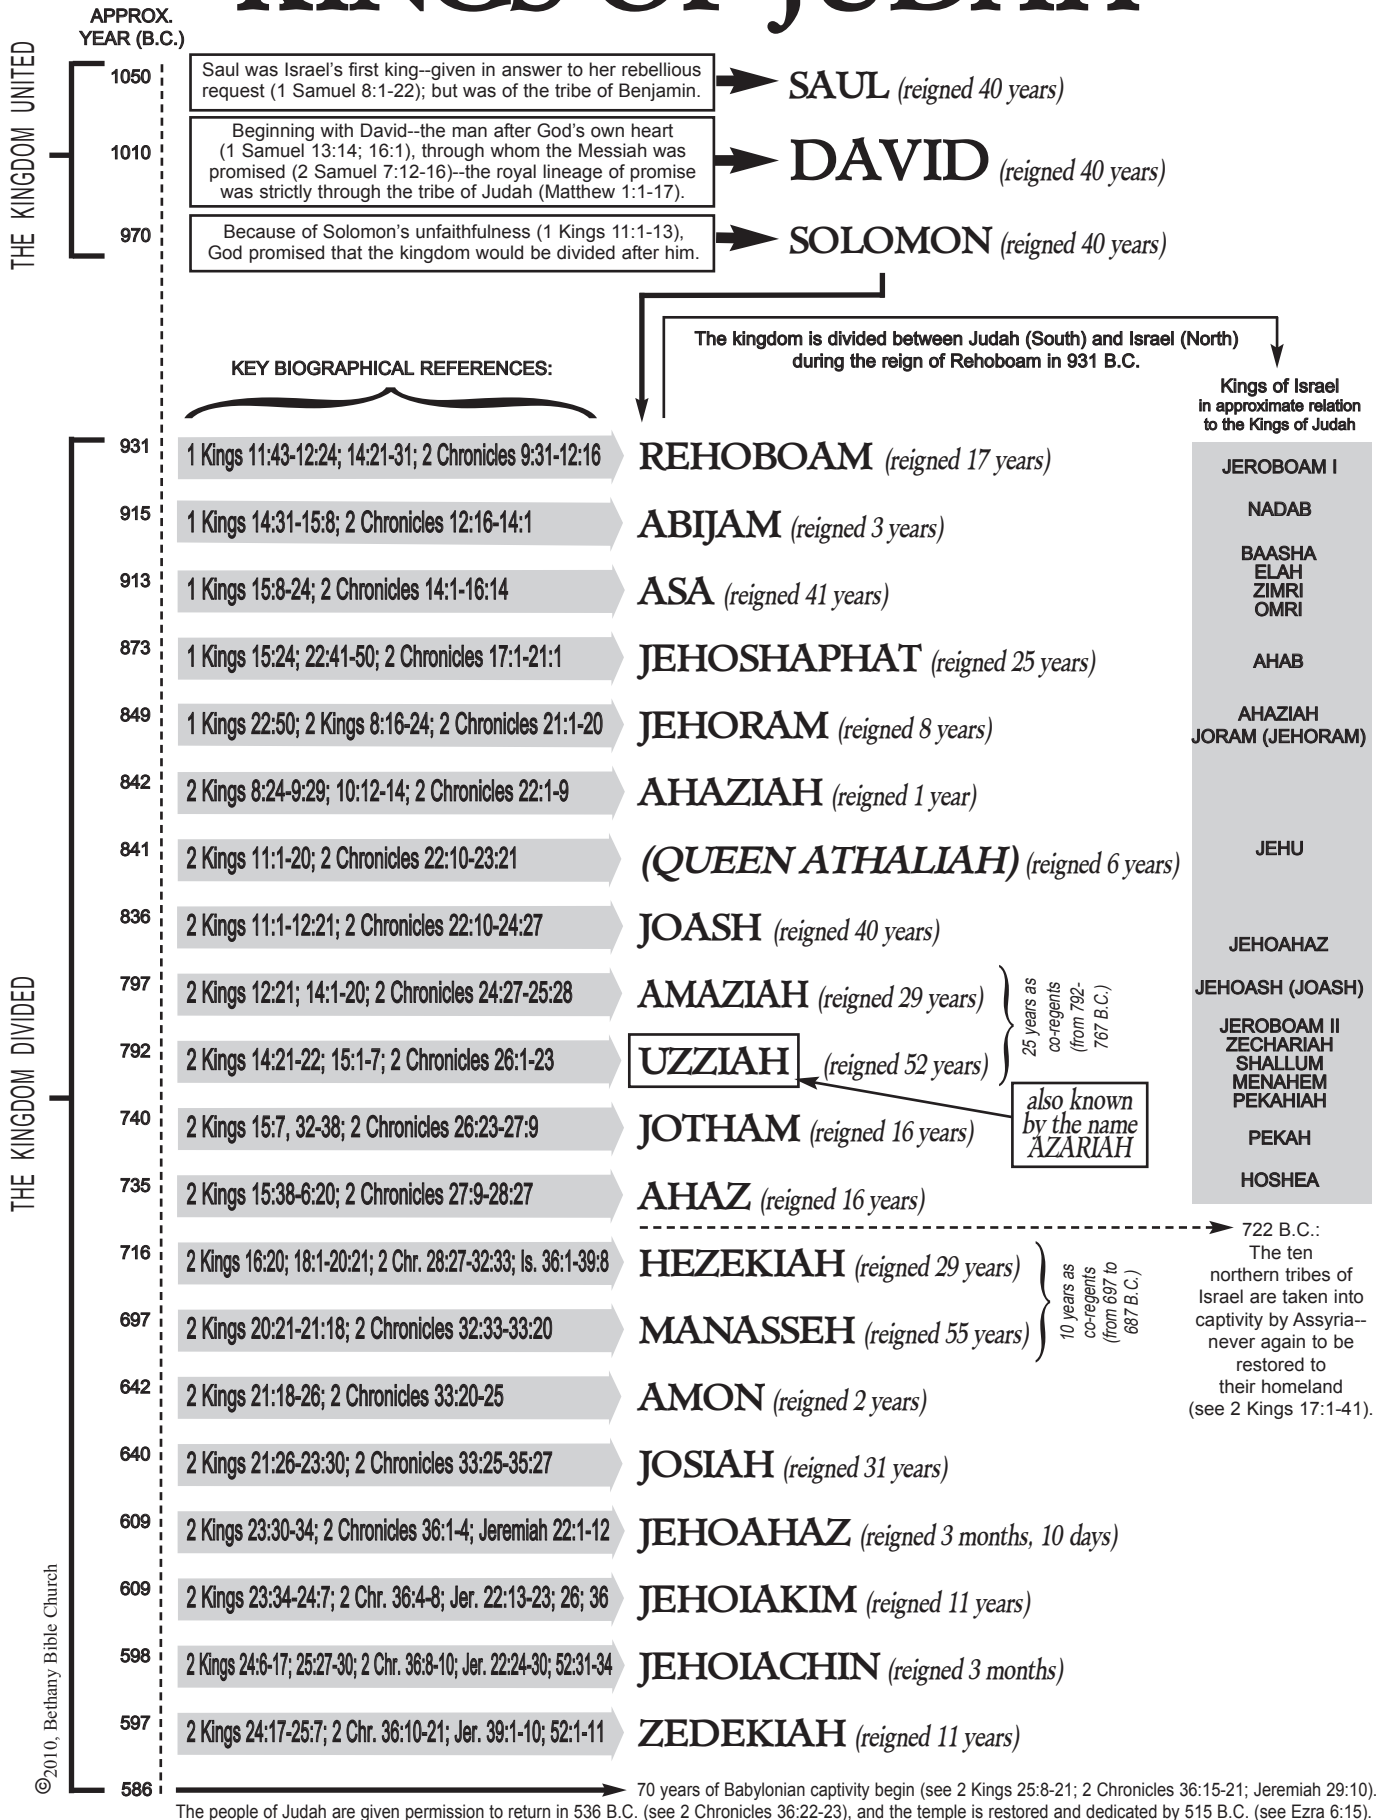 KINGS OF JUDAH
APPROX.
YEAR (B.C.)
THE KINGDOM UNITED
1050
Saul was Israel's first king--given in answer to her rebellious
request (1 Samuel 8:1-22); but was of the tribe of Benjamin.
SAUL (reigned 40 years)
1010
Beginning with David--the man after God's own heart
(1 Samuel 13:14; 16:1), through whom the Messiah was
promised (2 Samuel 7:12-16)--the royal lineage of promise
was strictly through the tribe of Judah (Matthew 1:1-17).
DAVID (reigned 40 years)
970
Because of Solomon's unfaithfulness (1 Kings 11:1-13),
God promised that the kingdom would be divided after him.
SOLOMON (reigned 40 years)
The kingdom is divided between Judah (South) and Israel (North)
during the reign of Rehoboam in 931 B.C.
KEY BIOGRAPHICAL REFERENCES:
Kings of Israel
in approximate relation
to the Kings of Judah
THE KINGDOM DIVIDED
931 1 Kings 11:43-12:24; 14:21-31; 2 Chronicles 9:31-12:16 REHOBOAM (reigned 17 years)
915 1 Kings 14:31-15:8; 2 Chronicles 12:16-14:1 ABIJAM (reigned 3 years)
913 1 Kings 15:8-24; 2 Chronicles 14:1-16:14 ASA (reigned 41 years)
873 1 Kings 15:24; 22:41-50; 2 Chronicles 17:1-21:1 JEHOSHAPHAT (reigned 25 years)
849 1 Kings 22:50; 2 Kings 8:16-24; 2 Chronicles 21:1-20 JEHORAM (reigned 8 years)
842 2 Kings 8:24-9:29; 10:12-14; 2 Chronicles 22:1-9 AHAZIAH (reigned 1 year)
841 2 Kings 11:1-20; 2 Chronicles 22:10-23:21 (QUEEN ATHALIAH) (reigned 6 years)
836 2 Kings 11:1-12:21; 2 Chronicles 22:10-24:27 JOASH (reigned 40 years)
797 2 Kings 12:21; 14:1-20; 2 Chronicles 24:27-25:28 AMAZIAH (reigned 29 years)
792 2 Kings 14:21-22; 15:1-7; 2 Chronicles 26:1-23 UZZIAH (reigned 52 years)
25 years as
co-regents
(from 792-
767 B.C.)
also known
by the name
AZARIAH
740 2 Kings 15:7, 32-38; 2 Chronicles 26:23-27:9 JOTHAM (reigned 16 years)
735 2 Kings 15:38-6:20; 2 Chronicles 27:9-28:27 AHAZ (reigned 16 years)
716 2 Kings 16:20; 18:1-20:21; 2 Chr. 28:27-32:33; Is. 36:1-39:8 HEZEKIAH (reigned 29 years)
697 2 Kings 20:21-21:18; 2 Chronicles 32:33-33:20 MANASSEH (reigned 55 years)
10 years as
co-regents
(from 697 to
687 B.C.)
642 2 Kings 21:18-26; 2 Chronicles 33:20-25 AMON (reigned 2 years)
640 2 Kings 21:26-23:30; 2 Chronicles 33:25-35:27 JOSIAH (reigned 31 years)
609 2 Kings 23:30-34; 2 Chronicles 36:1-4; Jeremiah 22:1-12 JEHOAHAZ (reigned 3 months, 10 days)
609 2 Kings 23:34-24:7; 2 Chr. 36:4-8; Jer. 22:13-23; 26; 36 JEHOIAKIM (reigned 11 years)
598 2 Kings 24:6-17; 25:27-30; 2 Chr. 36:8-10; Jer. 22:24-30; 52:31-34 JEHOIACHIN (reigned 3 months)
597 2 Kings 24:17-25:7; 2 Chr. 36:10-21; Jer. 39:1-10; 52:1-11 ZEDEKIAH (reigned 11 years)
JEROBOAM I
NADAB
BAASHA
ELAH
ZIMRI
OMRI
AHAB
AHAZIAH
JORAM (JEHORAM)
JEHU
JEHOAHAZ
JEHOASH (JOASH)
JEROBOAM II
ZECHARIAH
SHALLUM
MENAHEM
PEKAHIAH
PEKAH
HOSHEA
722 B.C.:
The ten
northern tribes of
Israel are taken into
captivity by Assyria--
never again to be
restored to
their homeland
(see 2 Kings 17:1-41).
586 70 years of Babylonian captivity begin (see 2 Kings 25:8-21; 2 Chronicles 36:15-21; Jeremiah 29:10).
The people of Judah are given permission to return in 536 B.C. (see 2 Chronicles 36:22-23), and the temple is restored and dedicated by 515 B.C. (see Ezra 6:15).
©2010, Bethany Bible Church